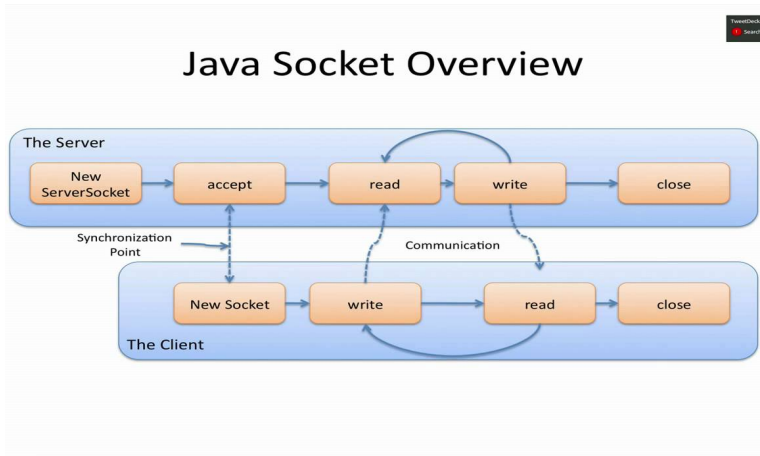 TweetDeck
! Search
Java Socket Overview
The Server
New
ServerSocket
accept
read
write
close
Synchronization
Point
Communication
New Socket
write
read
close
The Client